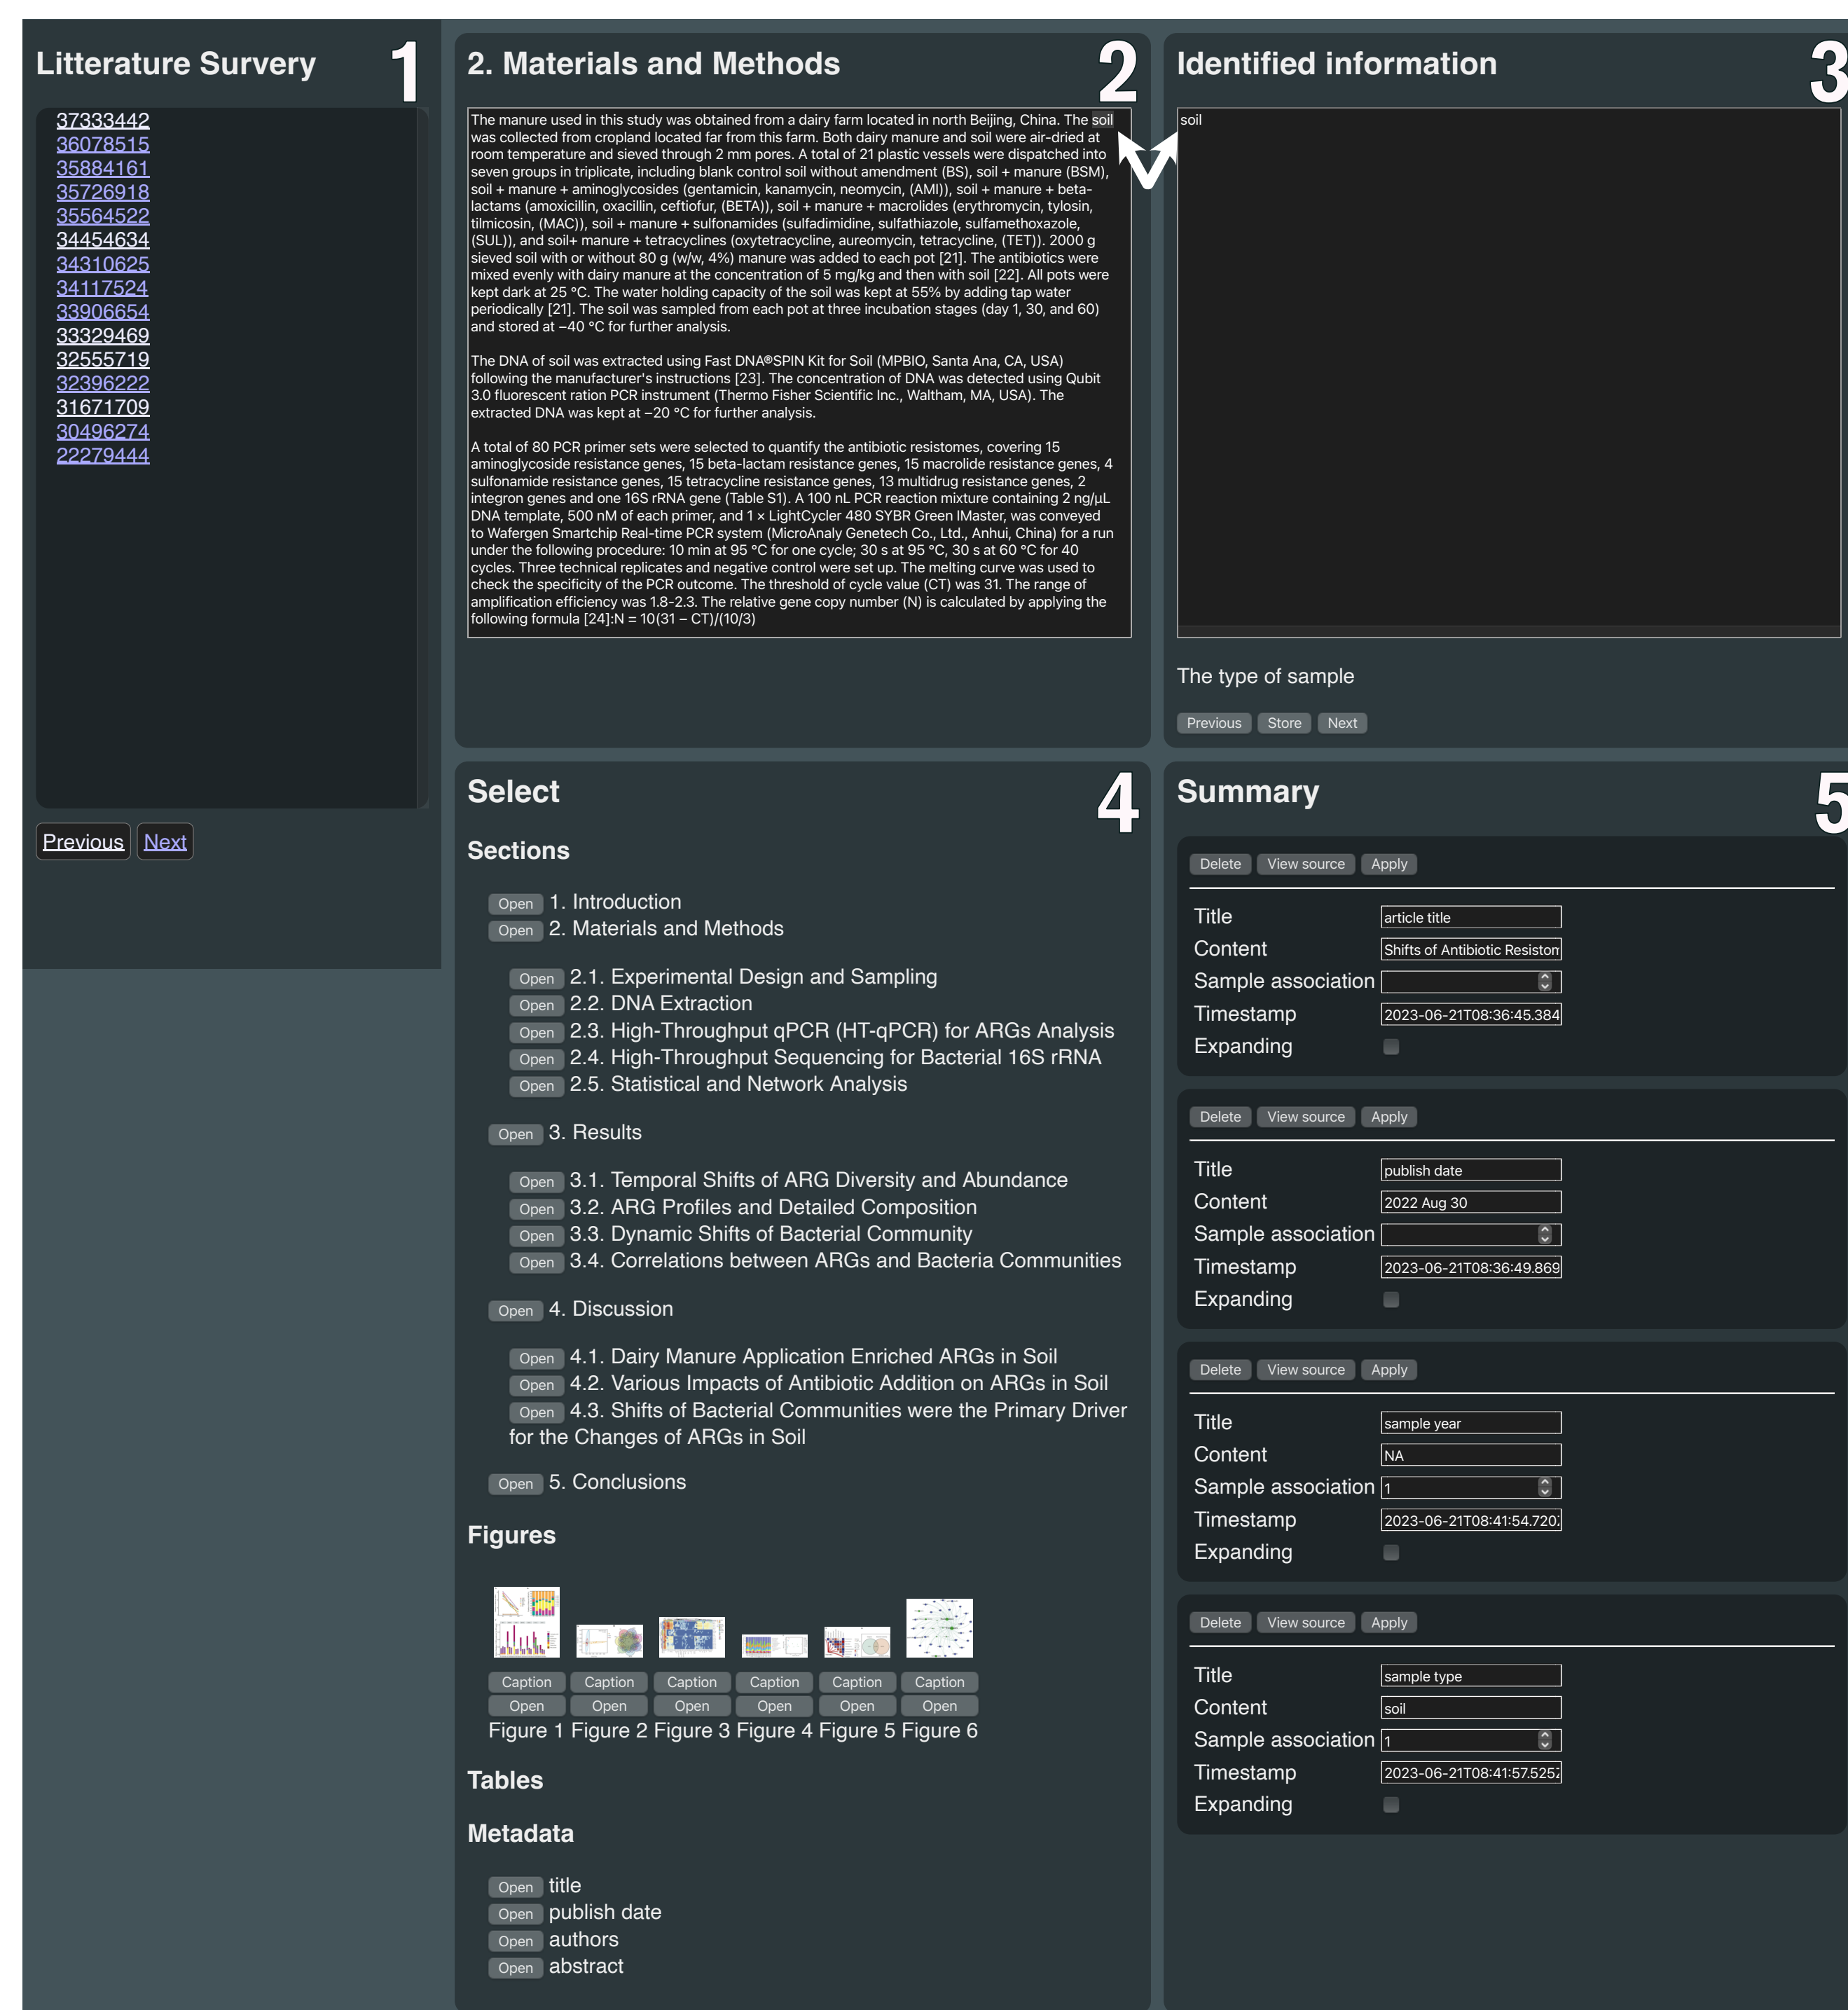 Litterature Survery
1
37333442
36078515
35884161
35726918
35564522
34454634
34310625
34117524
33906654
33329469
32555719
32396222
31671709
30496274
22279444
Previous
Next
2. Materials and Methods
2
The manure used in this study was obtained from a dairy farm located in north Beijing, China. The soil
was collected from cropland located far from this farm. Both dairy manure and soil were air-dried at
room temperature and sieved through 2 mm pores. A total of 21 plastic vessels were dispatched into
seven groups in triplicate, including blank control soil without amendment (BS), soil + manure (BSM),
soil + manure + aminoglycosides (gentamicin, kanamycin, neomycin, (AMI)), soil + manure + beta-
lactams (amoxicillin, oxacillin, ceftiofur, (BETA)), soil + manure + macrolides (erythromycin, tylosin,
tilmicosin, (MAC)), soil + manure + sulfonamides (sulfadimidine, sulfathiazole, sulfamethoxazole,
(SUL)), and soil+ manure + tetracyclines (oxytetracycline, aureomycin, tetracycline, (TET)). 2000 g
sieved soil with or without 80 g (w/w, 4%) manure was added to each pot [21]. The antibiotics were
mixed evenly with dairy manure at the concentration of 5 mg/kg and then with soil [22]. All pots were
kept dark at 25 °C. The water holding capacity of the soil was kept at 55% by adding tap water
periodically [21]. The soil was sampled from each pot at three incubation stages (day 1, 30, and 60)
and stored at −40 °C for further analysis.
The DNA of soil was extracted using Fast DNA®SPIN Kit for Soil (MPBIO, Santa Ana, CA, USA)
following the manufacturer's instructions [23]. The concentration of DNA was detected using Qubit
3.0 fluorescent ration PCR instrument (Thermo Fisher Scientific Inc., Waltham, MA, USA). The
extracted DNA was kept at −20 °C for further analysis.
A total of 80 PCR primer sets were selected to quantify the antibiotic resistomes, covering 15
aminoglycoside resistance genes, 15 beta-lactam resistance genes, 15 macrolide resistance genes, 4
sulfonamide resistance genes, 15 tetracycline resistance genes, 13 multidrug resistance genes, 2
integron genes and one 16S rRNA gene (Table S1). A 100 nL PCR reaction mixture containing 2 ng/μL
DNA template, 500 nM of each primer, and 1 × LightCycler 480 SYBR Green IMaster, was conveyed
to Wafergen Smartchip Real-time PCR system (MicroAnaly Genetech Co., Ltd., Anhui, China) for a run
under the following procedure: 10 min at 95 °C for one cycle; 30 s at 95 °C, 30 s at 60 °C for 40
cycles. Three technical replicates and negative control were set up. The melting curve was used to
check the specificity of the PCR outcome. The threshold of cycle value (CT) was 31. The range of
amplification efficiency was 1.8-2.3. The relative gene copy number (N) is calculated by applying the
following formula [24]:N = 10(31 − CT)/(10/3)
Identified information
3
soil
The type of sample
Previous Store Next
Select
4
Sections
Open 1. Introduction
Open 2. Materials and Methods
Open 2.1. Experimental Design and Sampling
Open 2.2. DNA Extraction
Open 2.3. High-Throughput qPCR (HT-qPCR) for ARGs Analysis
Open 2.4. High-Throughput Sequencing for Bacterial 16S rRNA
Open 2.5. Statistical and Network Analysis
Open 3. Results
Open 3.1. Temporal Shifts of ARG Diversity and Abundance
Open 3.2. ARG Profiles and Detailed Composition
Open 3.3. Dynamic Shifts of Bacterial Community
Open 3.4. Correlations between ARGs and Bacteria Communities
Open 4. Discussion
Open 4.1. Dairy Manure Application Enriched ARGs in Soil
Open 4.2. Various Impacts of Antibiotic Addition on ARGs in Soil
Open 4.3. Shifts of Bacterial Communities were the Primary Driver
for the Changes of ARGs in Soil
Open 5. Conclusions
Figures
Caption Caption Caption Caption Caption Caption
Open Open Open Open Open Open
Figure 1 Figure 2 Figure 3 Figure 4 Figure 5 Figure 6
Tables
Metadata
Open title
Open publish date
Open authors
Open abstract
Summary
5
Delete View source Apply
Title article title
Content Shifts of Antibiotic Resistom
Sample association
Timestamp 2023-06-21T08:36:45.384
Expanding
Delete View source Apply
Title publish date
Content 2022 Aug 30
Sample association
Timestamp 2023-06-21T08:36:49.869
Expanding
Delete View source Apply
Title sample year
Content NA
Sample association 1
Timestamp 2023-06-21T08:41:54.720
Expanding
Delete View source Apply
Title sample type
Content soil
Sample association 1
Timestamp 2023-06-21T08:41:57.525
Expanding